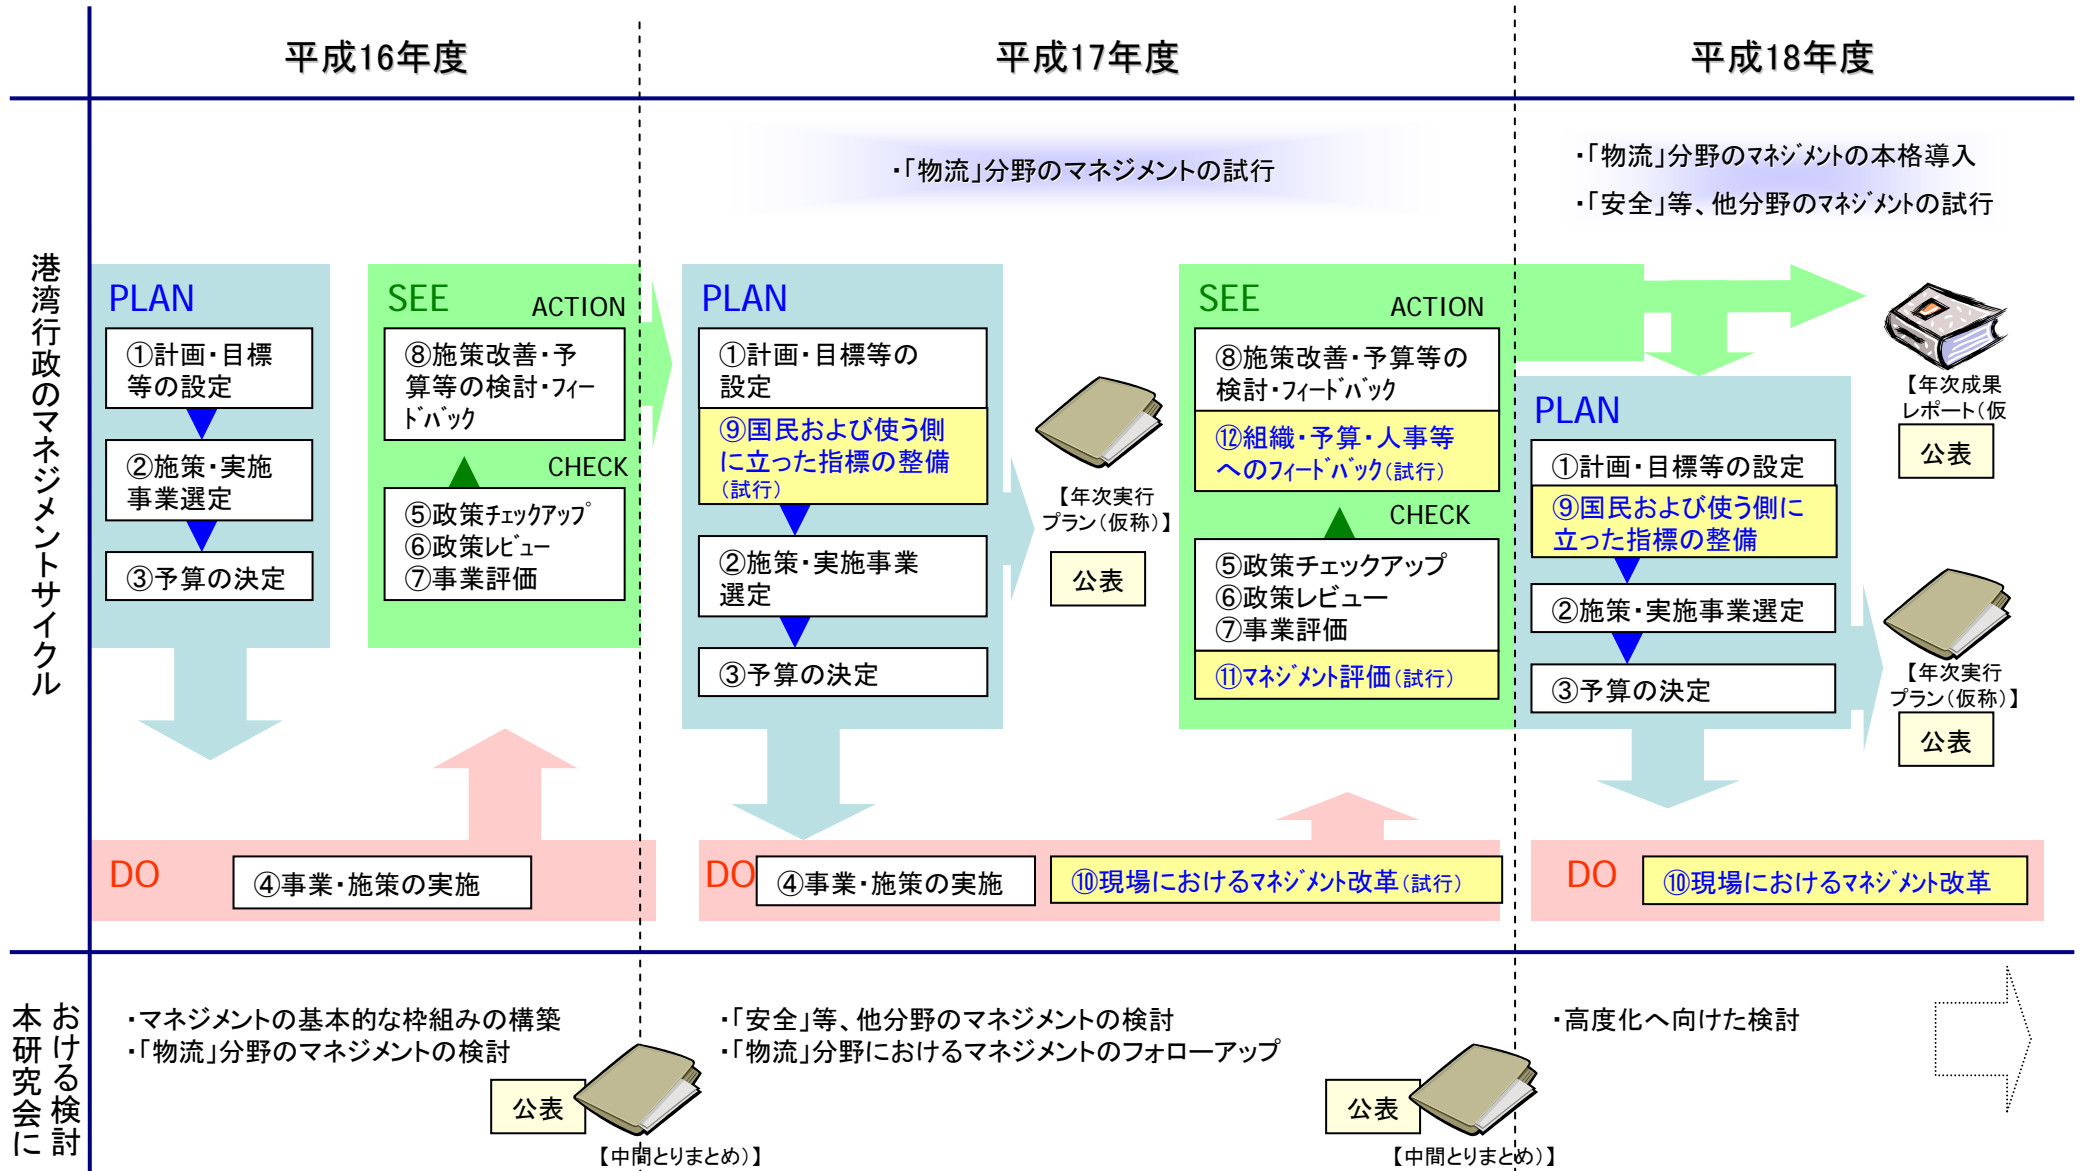 平成16年度
平成17年度
平成18年度
港湾行政のマネジメントサイクル
・「物流」分野のマネジメントの試行
・「物流」分野のマネジメントの本格導入
・「安全」等、他分野のマネジメントの試行
PLAN
①計画・目標
等の設定
②施策・実施
事業選定
③予算の決定
SEE
ACTION
⑧施策改善・予
算等の検討・フィー
ドバック
CHECK
⑤政策チェックアップ
⑥政策レビュー
⑦事業評価
DO
④事業・施策の実施
PLAN
①計画・目標等の
設定
⑨国民および使う側
に立った指標の整備
(試行)
②施策・実施事業
選定
③予算の決定
【年次実行
プラン(仮称)】
公表
SEE
ACTION
⑧施策改善・予算等の
検討・フィードバック
⑫組織・予算・人事等
へのフィードバック(試行)
CHECK
⑤政策チェックアップ
⑥政策レビュー
⑦事業評価
⑪マネジメント評価(試行)
DO
④事業・施策の実施
⑩現場におけるマネジメント改革(試行)
【年次成果
レポート(仮
公表
PLAN
①計画・目標等の設定
⑨国民および使う側に
立った指標の整備
②施策・実施事業選定
③予算の決定
【年次実行
プラン(仮称)】
公表
DO
⑩現場におけるマネジメント改革
本研究会に
おける検討
・マネジメントの基本的な枠組みの構築
・「物流」分野のマネジメントの検討
公表
【中間とりまとめ)】
・「安全」等、他分野のマネジメントの検討
・「物流」分野におけるマネジメントのフォローアップ
公表
【中間とりまとめ)】
・高度化へ向けた検討